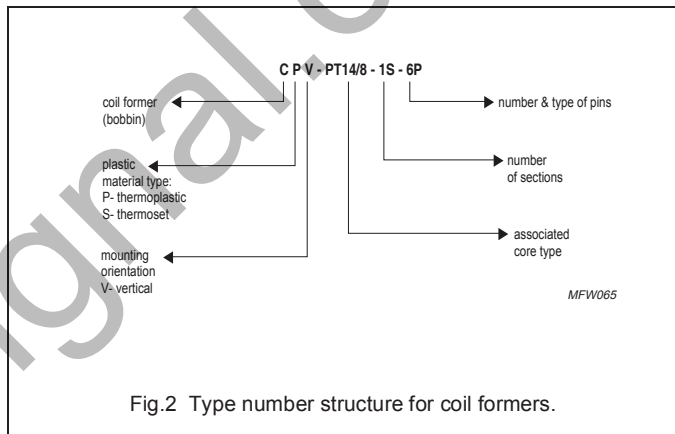 C P V - PT14/8 - 1S - 6P
coil former
(bobbin)
number & type of pins
plastic
material type:
P- thermoplastic
S- thermoset
number
of sections
mounting
orientation
V- vertical
associated
core type
MFW065
Fig.2 Type number structure for coil formers.